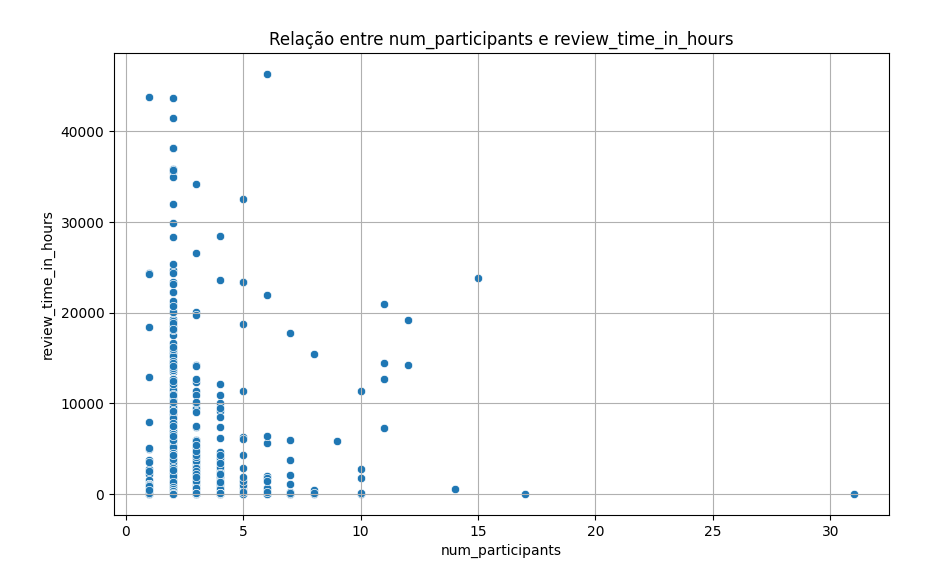 Relação entre num_participants e review_time_in_hours
review_time_in_hours
40000
30000
20000
10000
0
0 5 10 15 20 25 30
num_participants